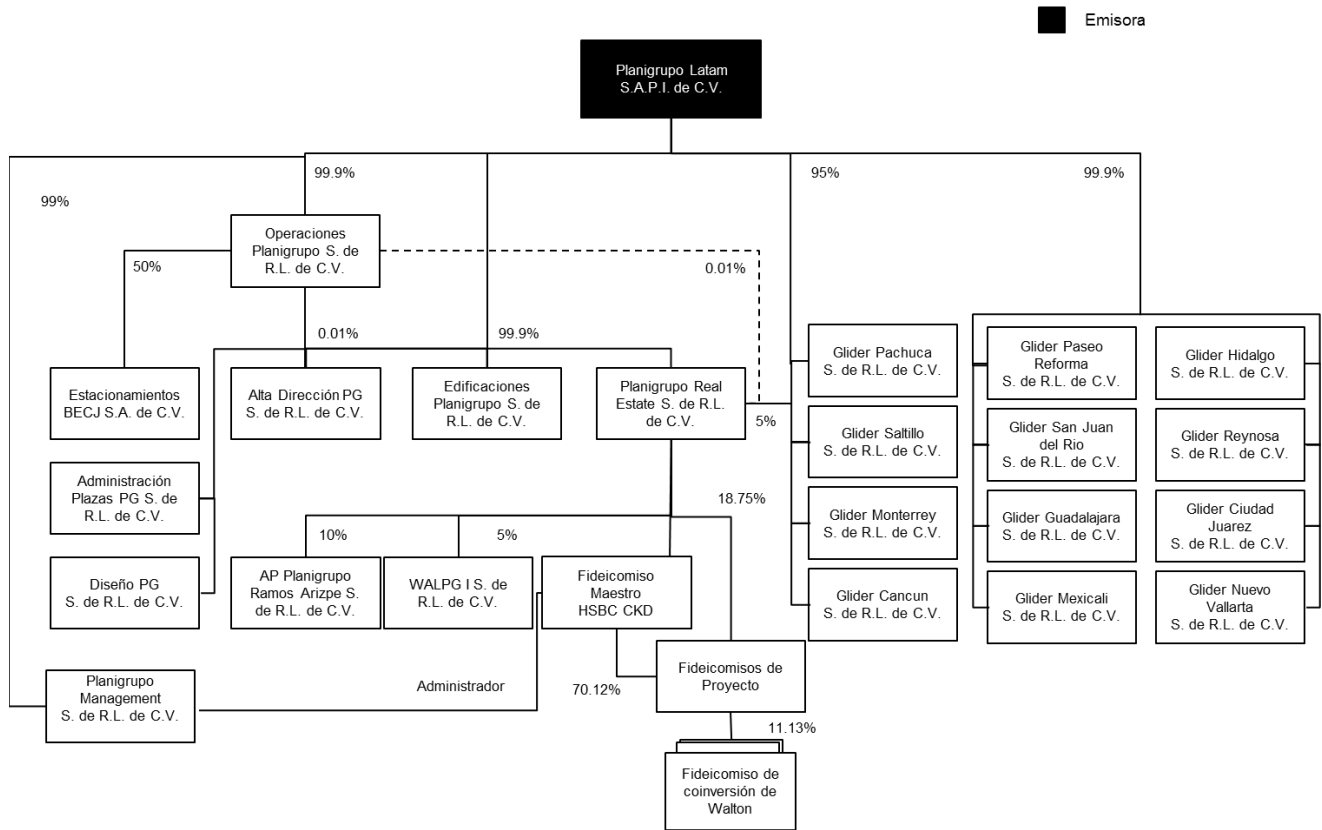 Emisora
Planigrupo Latam
S.A.P.I. de C.V.
99.9%
95%
99.9%
99%
Operaciones
Planigrupo S. de
R.L. de C.V.
50%
0.01%
0.01%
99.9%
Estacionamientos
BECJ S.A. de C.V.
Alta Dirección PG
S. de R.L. de C.V.
Edificaciones
Planigrupo S. de
R.L. de C.V.
Planigrupo Real
Estate S. de R.L.
de C.V.
5%
Glider Pachuca
S. de R.L. de C.V.
Glider Paseo
Reforma
S. de R.L. de C.V.
Glider Hidalgo
S. de R.L. de C.V.
Glider Saltillo
S. de R.L. de C.V.
Glider San Juan
del Rio
S. de R.L. de C.V.
Glider Reynosa
S. de R.L. de C.V.
Administración
Plazas PG S. de
R.L. de C.V.
18.75%
Glider Monterrey
S. de R.L. de C.V.
Glider Guadalajara
S. de R.L. de C.V.
Glider Ciudad
Juarez
S. de R.L. de C.V.
10%
5%
Diseño PG
S. de R.L. de C.V.
AP Planigrupo
Ramos Arizpe S.
de R.L. de C.V.
WALPG I S. de
R.L. de C.V.
Fideicomiso
Maestro
HSBC CKD
Glider Cancun
S. de R.L. de C.V.
Glider Mexicali
S. de R.L. de C.V.
Glider Nuevo
Vallarta
S. de R.L. de C.V.
Planigrupo
Management
S. de R.L. de C.V.
Administrador
70.12%
Fideicomisos de
Proyecto
11.13%
Fideicomiso de
coinversión de
Walton